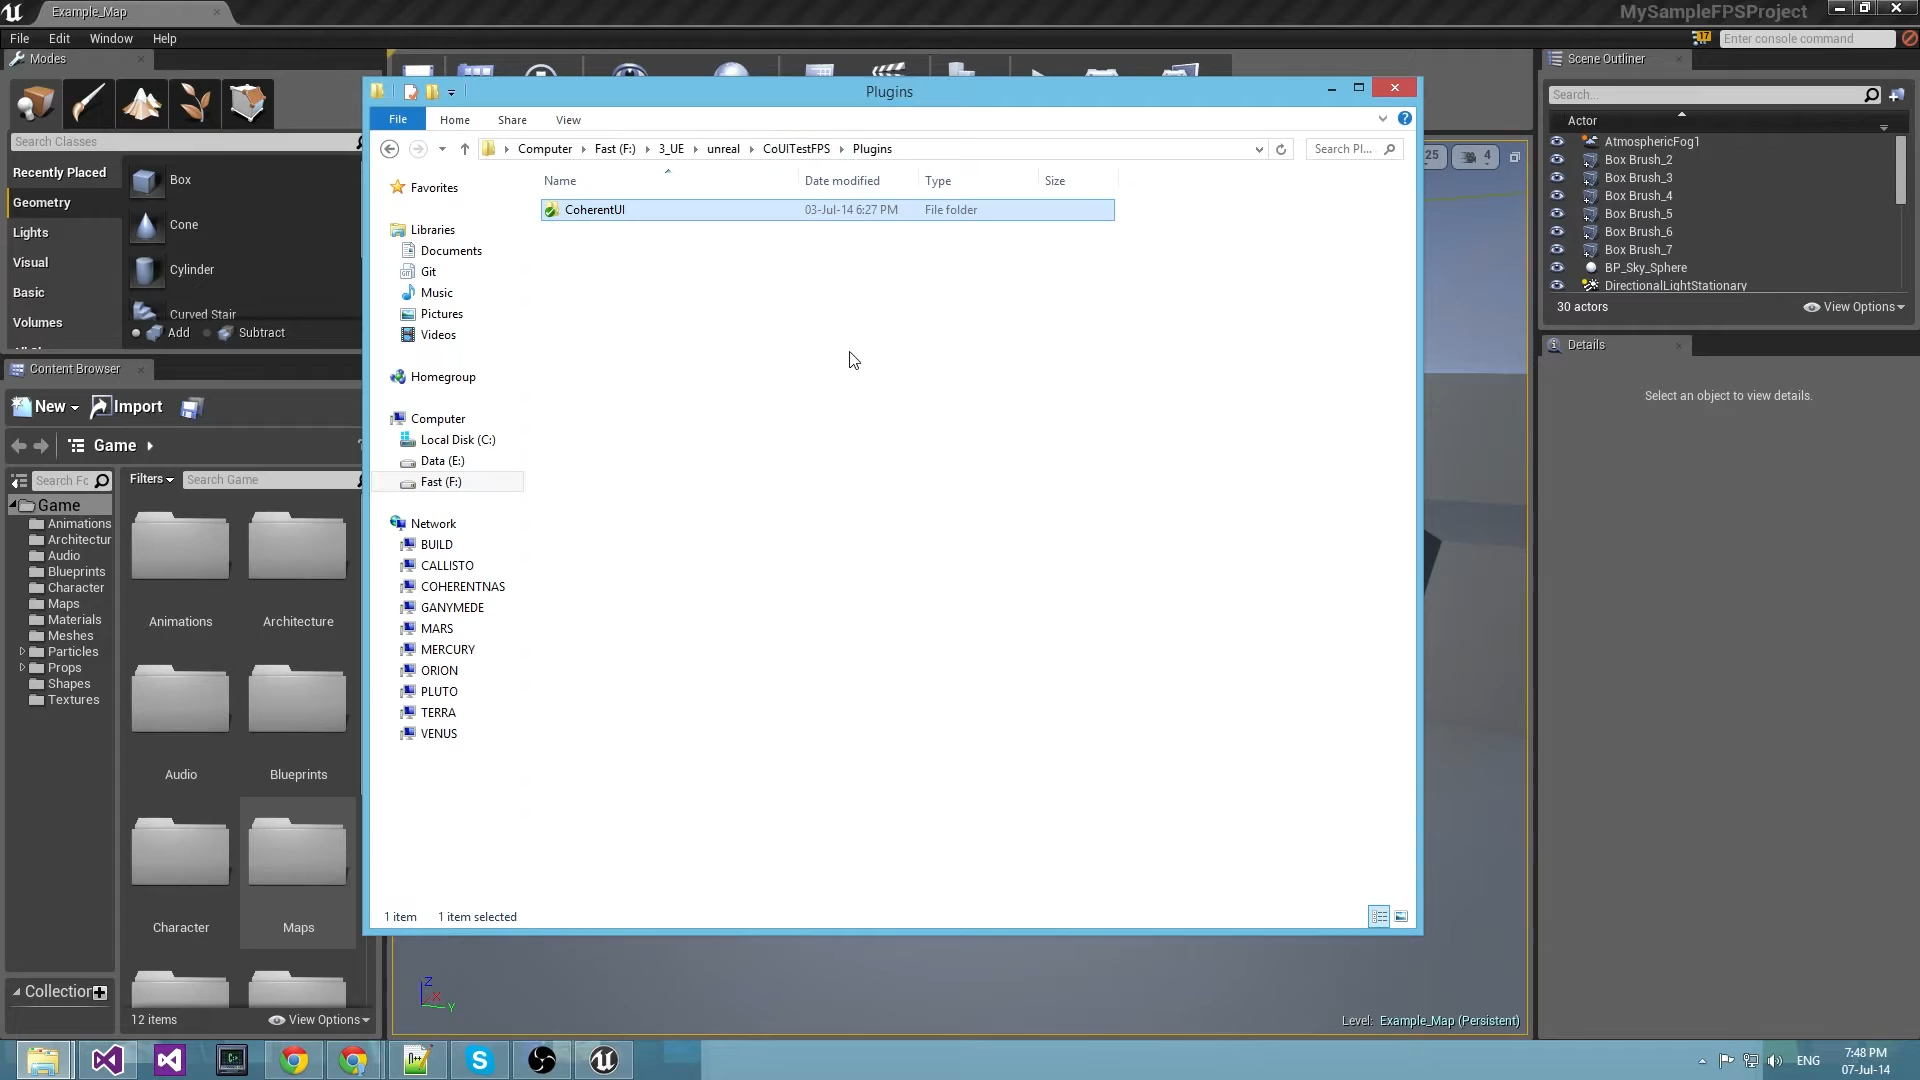 Example_Map
MySampleFPSProject
File Edit Window Help
17
Enter console command
Modes
Search Classes
Recently Placed
Geometry
Lights
Visual
Basic
Volumes
Box
Cone
Cylinder
Curved Stair
Add Subtract
Content Browser
New Import
Game
Filters Search Game
Game
Animations
Architectur
Audio
Blueprints
Character
Maps
Materials
Meshes
Particles
Props
Shapes
Textures
Animations Architecture
Audio Blueprints
Character Maps
Collection
12 items View Options
Plugins
File Home Share View
Computer Fast (F:) 3_UE unreal CoUITestFPS Plugins
Search Pl...
Name Date modified Type Size
CoherentUI 03-Jul-14 6:27 PM File folder
Favorites
Libraries
Documents
Git
Music
Pictures
Videos
Homegroup
Computer
Local Disk (C:)
Data (E:)
Fast (F:)
Network
BUILD
CALLISTO
COHERENTNAS
GANYMEDE
MARS
MERCURY
ORION
PLUTO
TERRA
VENUS
1 item 1 item selected
25 4
Z
X
Y
Level: Example_Map (Persistent)
Scene Outliner
Search...
Actor
AtmosphericFog1
Box Brush_2
Box Brush_3
Box Brush_4
Box Brush_5
Box Brush_6
Box Brush_7
BP_Sky_Sphere
DirectionalLightStationary
30 actors View Options
Details
Select an object to view details.
ENG
7:48 PM
07-Jul-14